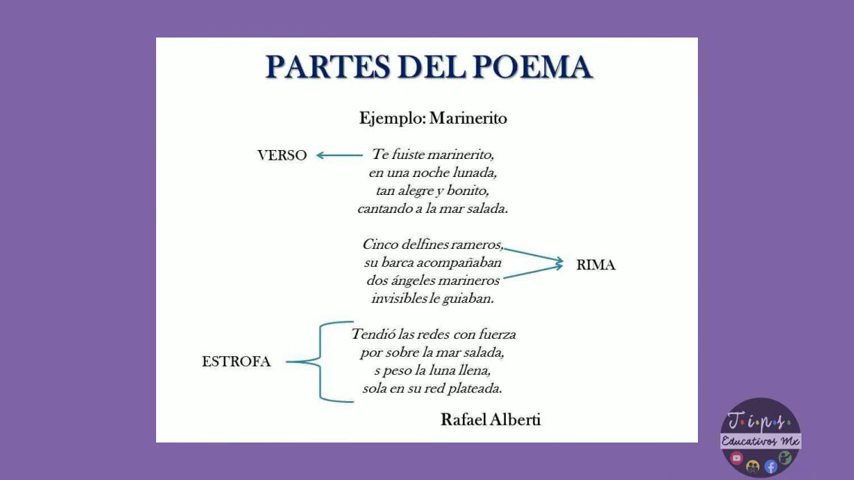 PARTES DEL POEMA
Ejemplo: Marinerito
VERSO
Te fuiste marinerito,
en una noche lunada,
tan alegre y bonito,
cantando a la mar salada.
Cinco delfines rameros,
su barca acompañaban
dos ángeles marineros
invisibles le guiaban.
RIMA
ESTROFA
Tendió las redes con fuerza
por sobre la mar salada,
s peso la luna llena,
sola en su red plateada.
Rafael Alberti
Tips
Educativos Mx